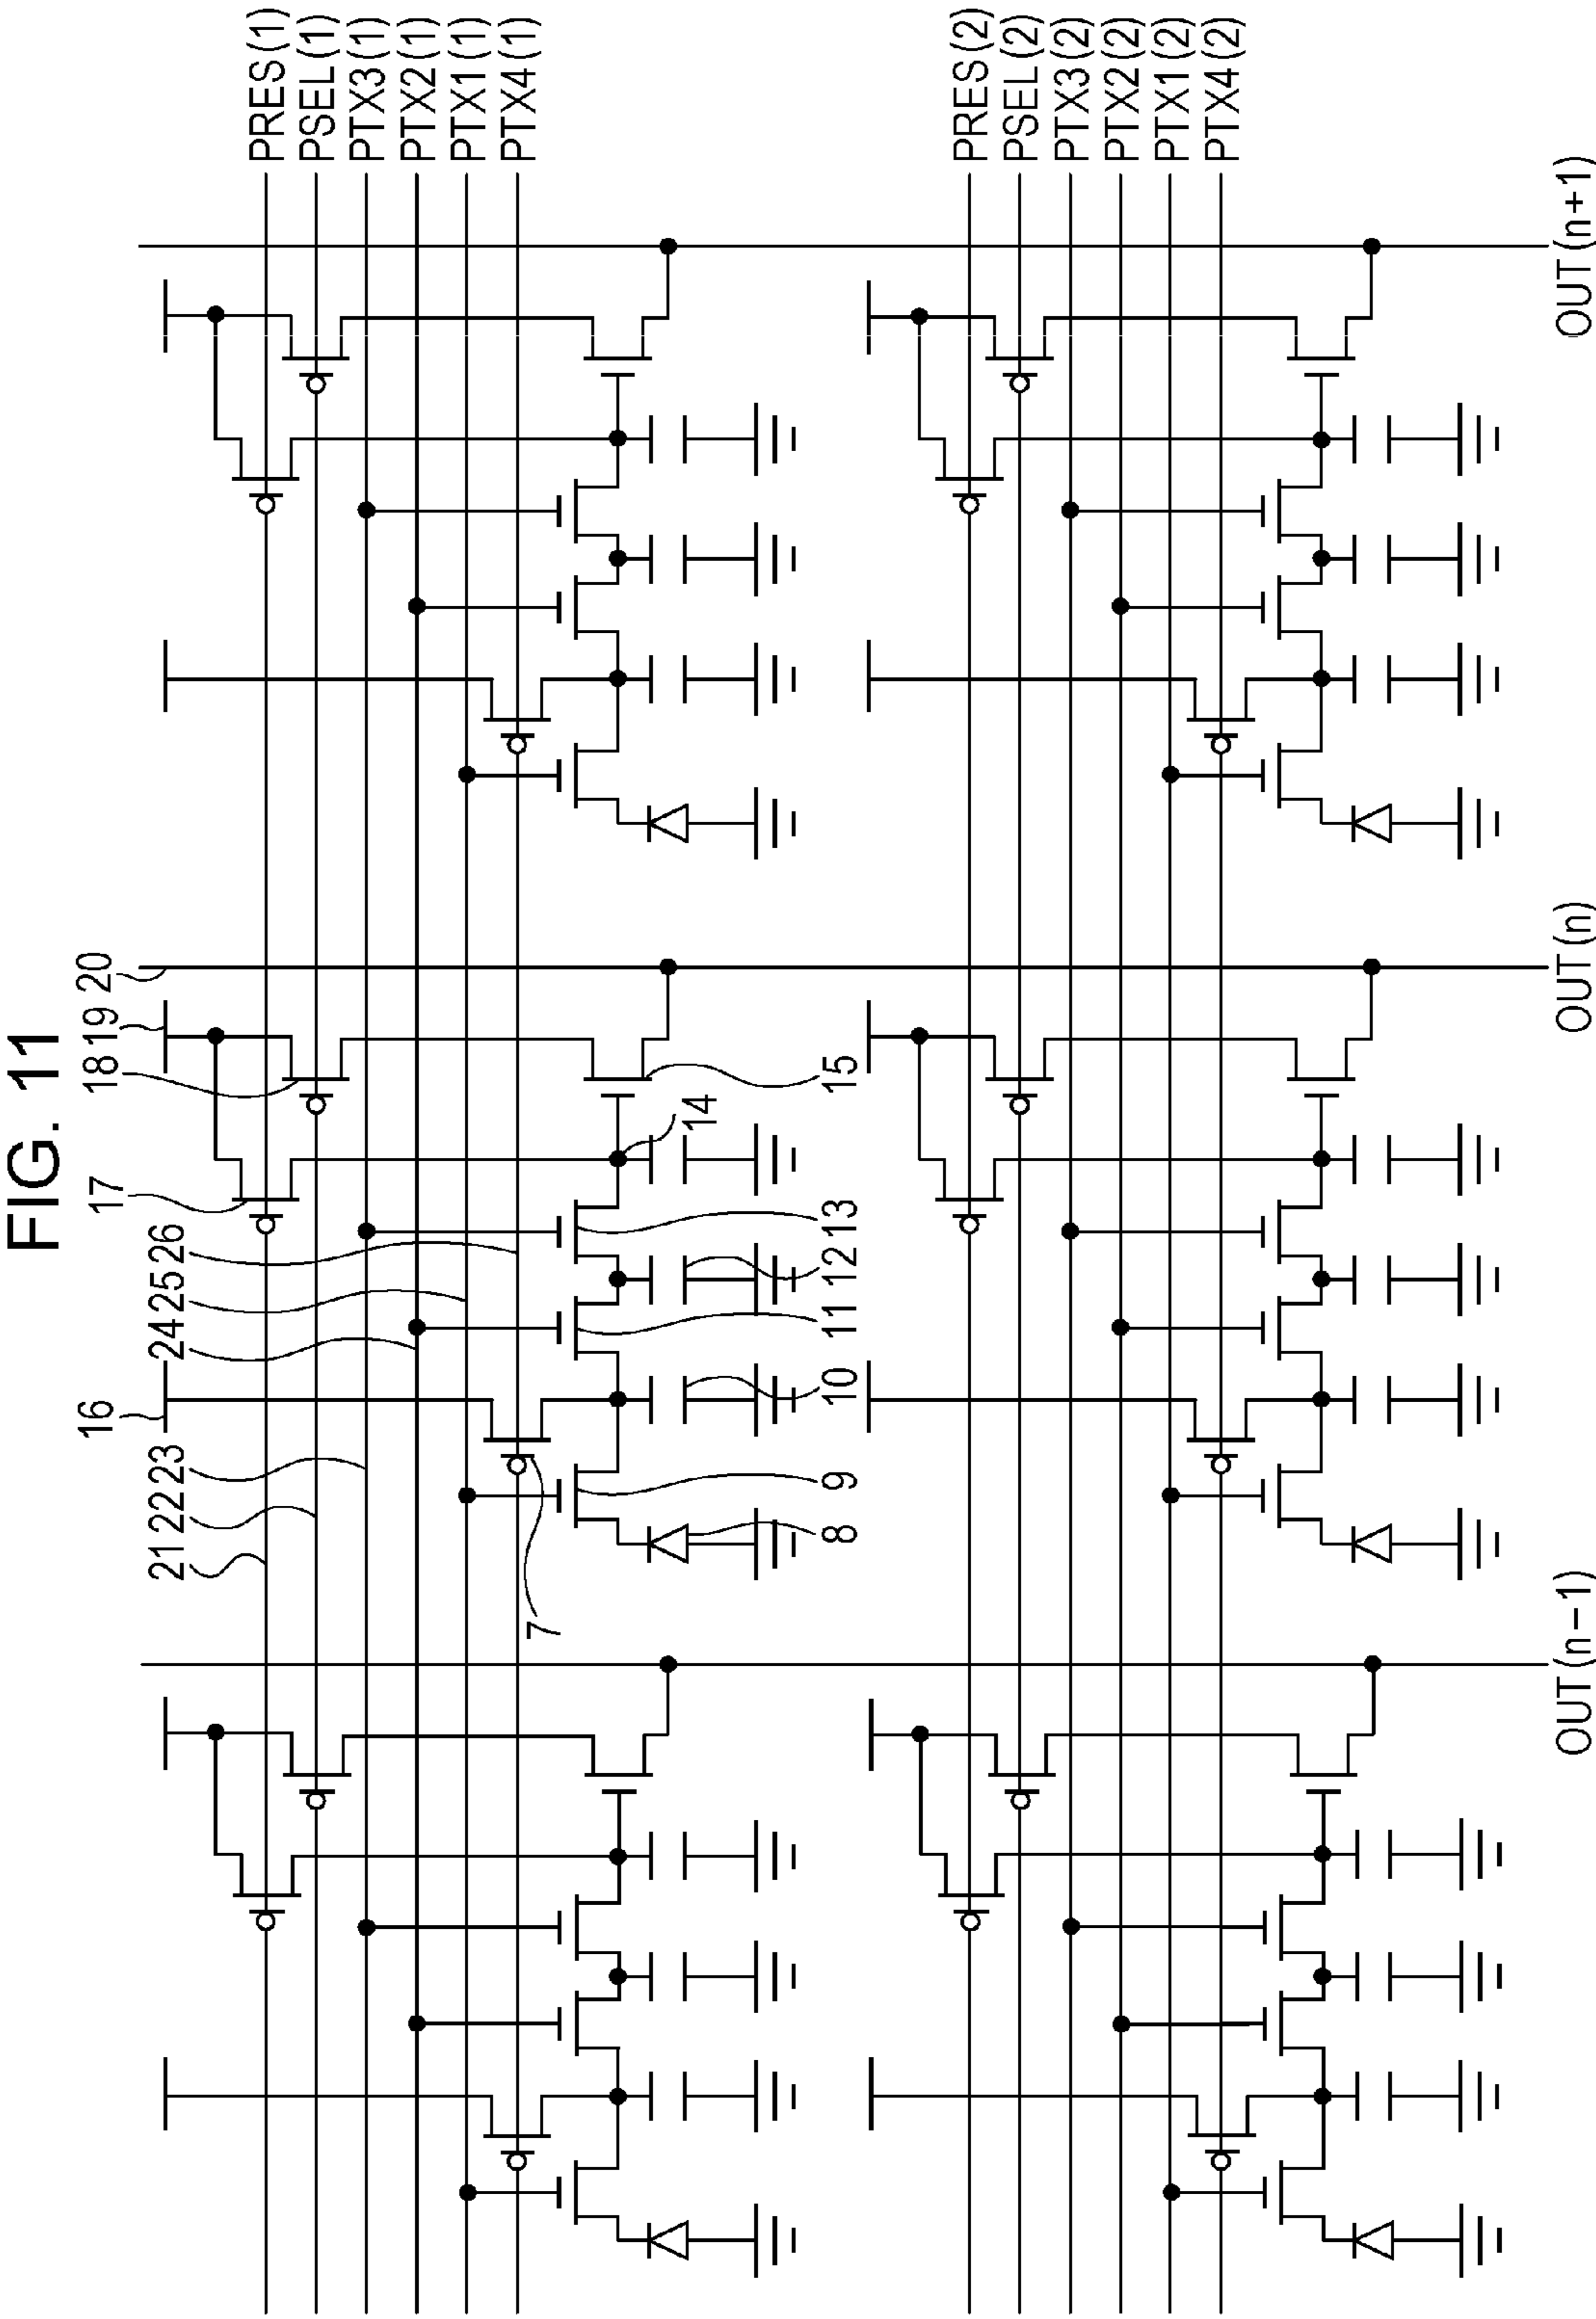 FIG. 11
PRES (1)
PSEL (1)
PTX3 (1)
PTX2 (1)
PTX1 (1)
PTX4 (1)
PRES (2)
PSEL (2)
PTX3 (2)
PTX2 (2)
PTX1 (2)
PTX4 (2)
21
22
23
16
24
25
26
17
18
19
20
7
8
9
10
11
12
13
14
15
OUT (n−1)
OUT (n)
OUT (n+1)